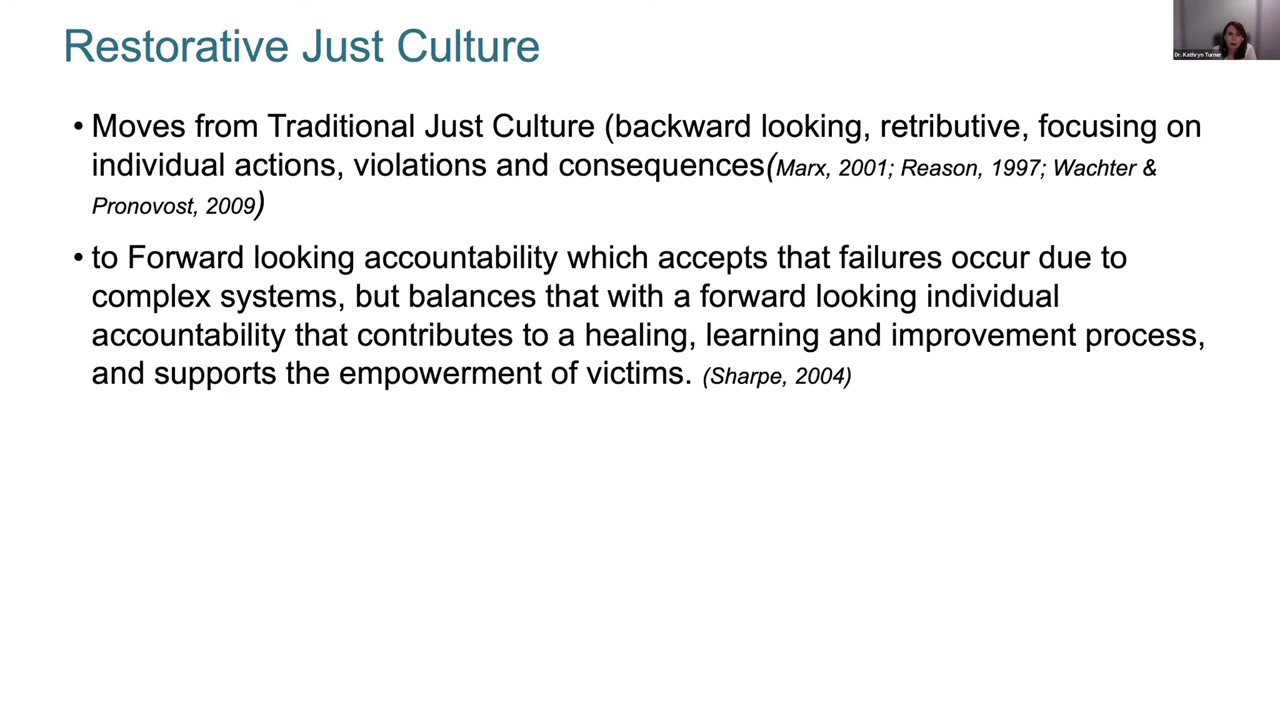 Restorative Just Culture
Dr. Kathryn Turner
• Moves from Traditional Just Culture (backward looking, retributive, focusing on
individual actions, violations and consequences(Marx, 2001; Reason, 1997; Wachter &
Pronovost, 2009)
• to Forward looking accountability which accepts that failures occur due to
complex systems, but balances that with a forward looking individual
accountability that contributes to a healing, learning and improvement process,
and supports the empowerment of victims. (Sharpe, 2004)